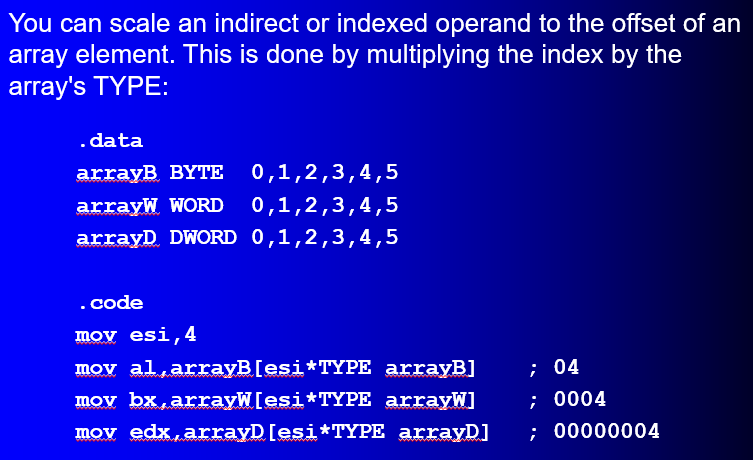 You can scale an indirect or indexed operand to the offset of an
array element. This is done by multiplying the index by the
array's TYPE:
.data
arrayB BYTE  0,1,2,3,4,5
arrayW WORD  0,1,2,3,4,5
arrayD DWORD 0,1,2,3,4,5
.code
mov esi,4
mov al,arrayB[esi*TYPE arrayB]    ; 04
mov bx,arrayW[esi*TYPE arrayW]    ; 0004
mov edx,arrayD[esi*TYPE arrayD]   ; 00000004